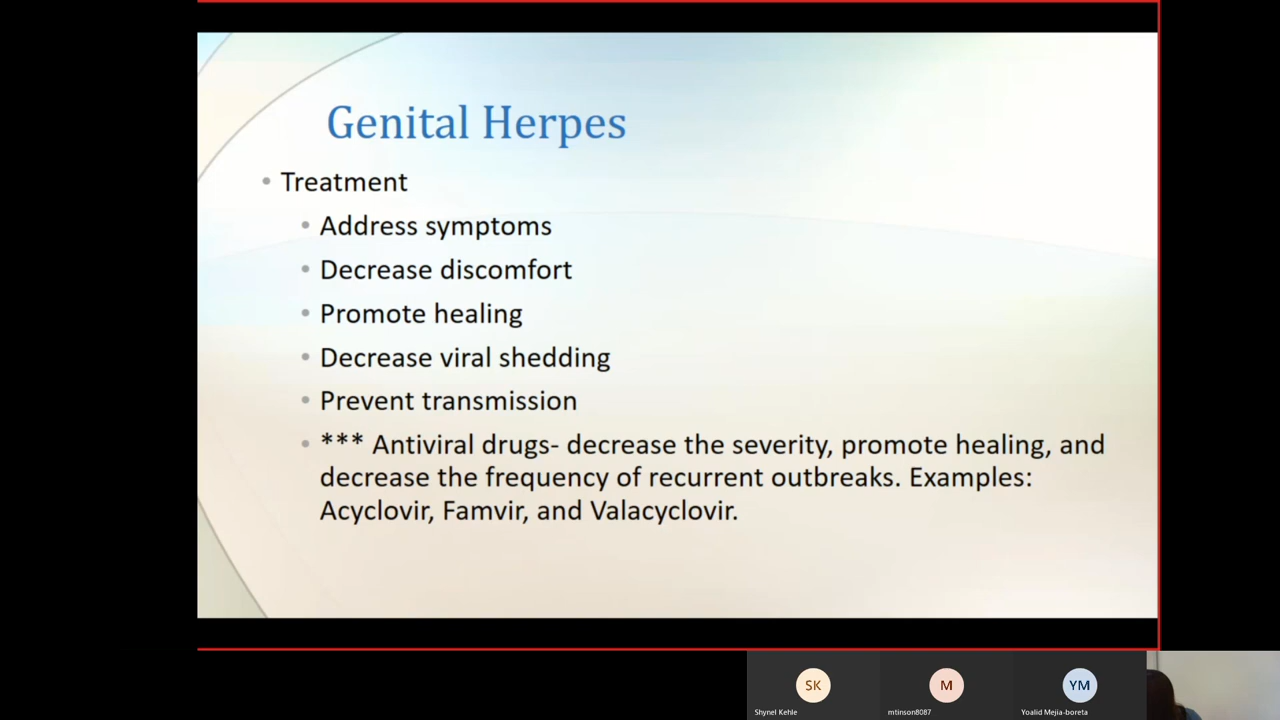 Genital Herpes
• Treatment
• Address symptoms
• Decrease discomfort
• Promote healing
• Decrease viral shedding
• Prevent transmission
• *** Antiviral drugs- decrease the severity, promote healing, and
decrease the frequency of recurrent outbreaks. Examples:
Acyclovir, Famvir, and Valacyclovir.
SK
M
YM
Shynel Kehle
mtinson8087
Yoalid Mejia-boreta